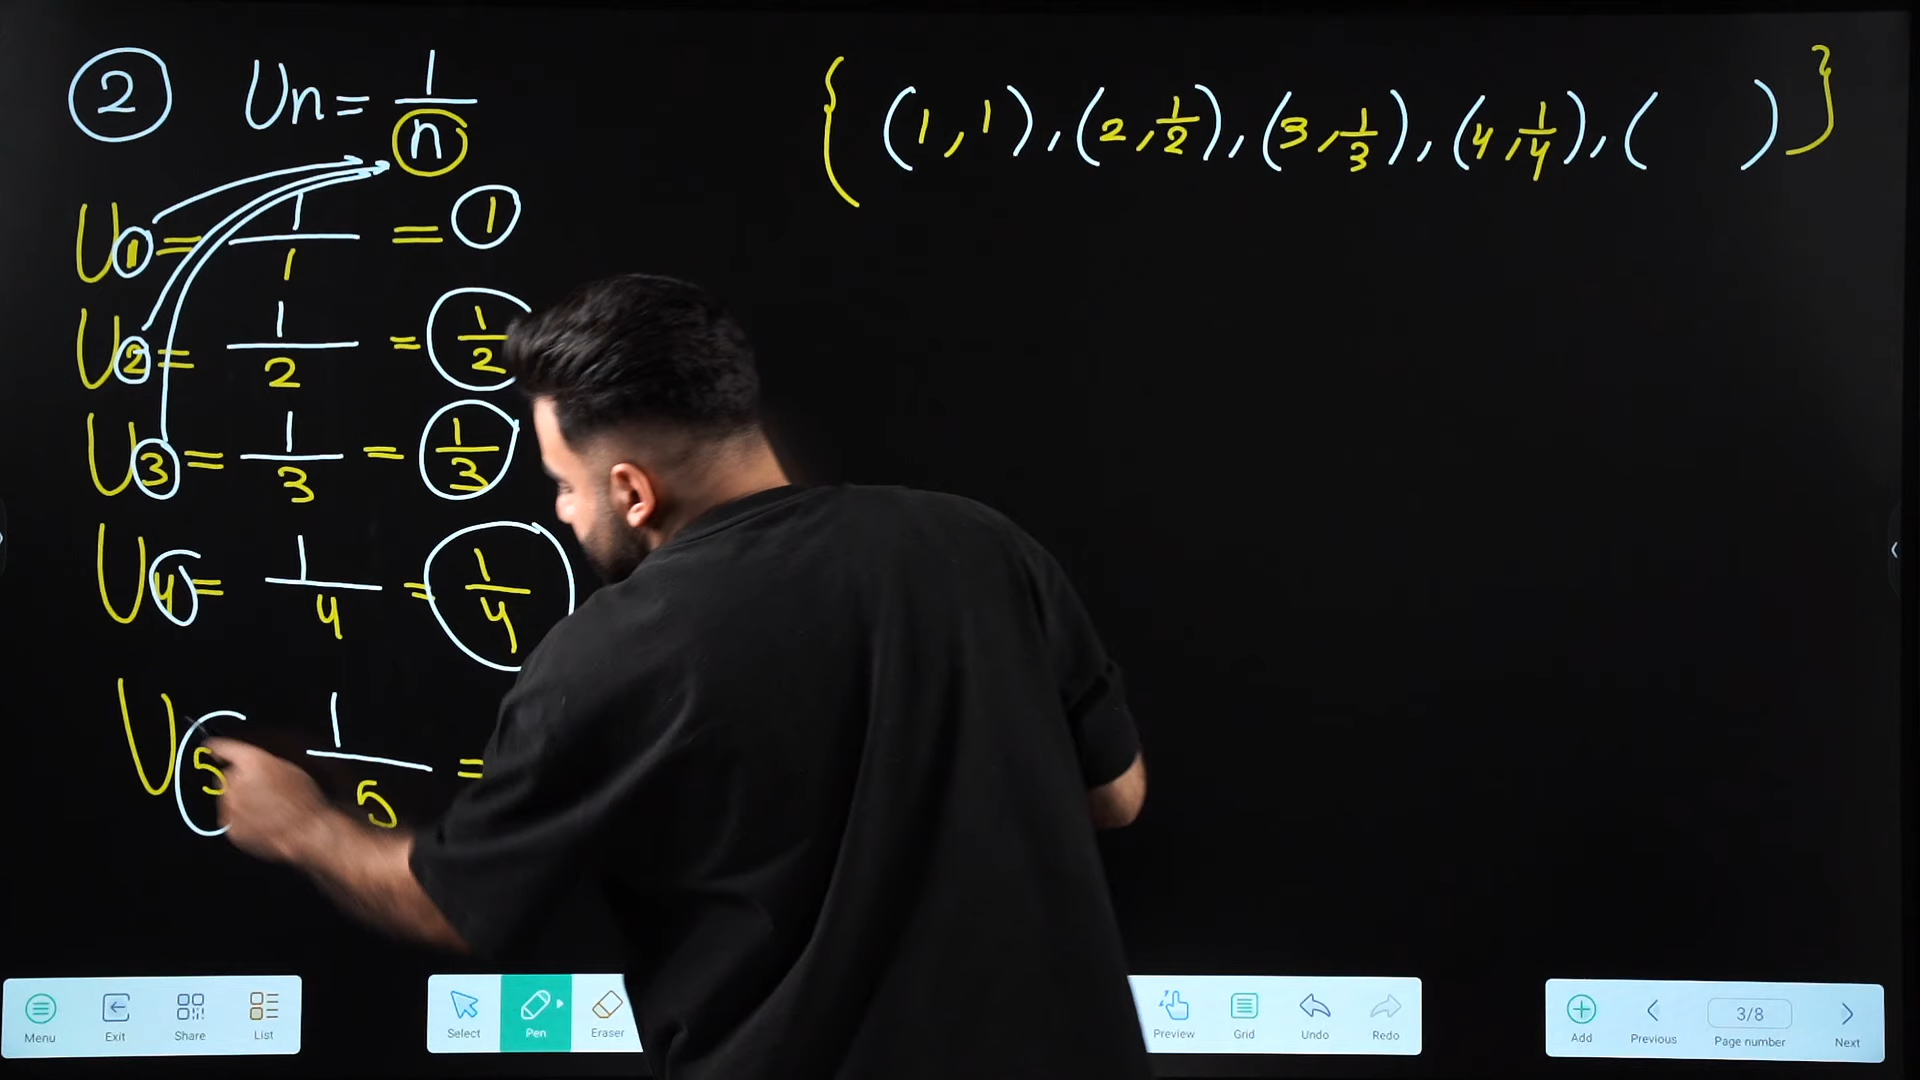 2 Un = 1/n
{ (1,1), (2,1/2), (3,1/3), (4,1/4), ( ) }
U1 = 1/1 = 1
U2 = 1/2 = 1/2
U3 = 1/3 = 1/3
U4 = 1/4 = 1/4
U5 1/5 =
Menu Exit Share List Select Pen Eraser Preview Grid Undo Redo Add Previous 3/8 Page number Next